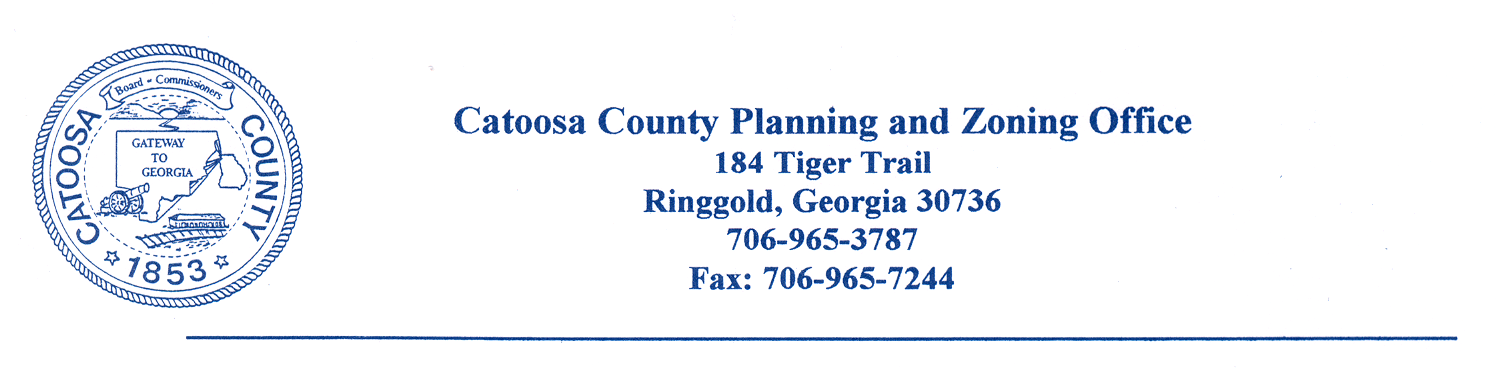 Board - Commissioners
CATOOSA COUNTY
GATEWAY
TO
GEORGIA
1853
Catoosa County Planning and Zoning Office
184 Tiger Trail
Ringgold, Georgia 30736
706-965-3787
Fax: 706-965-7244